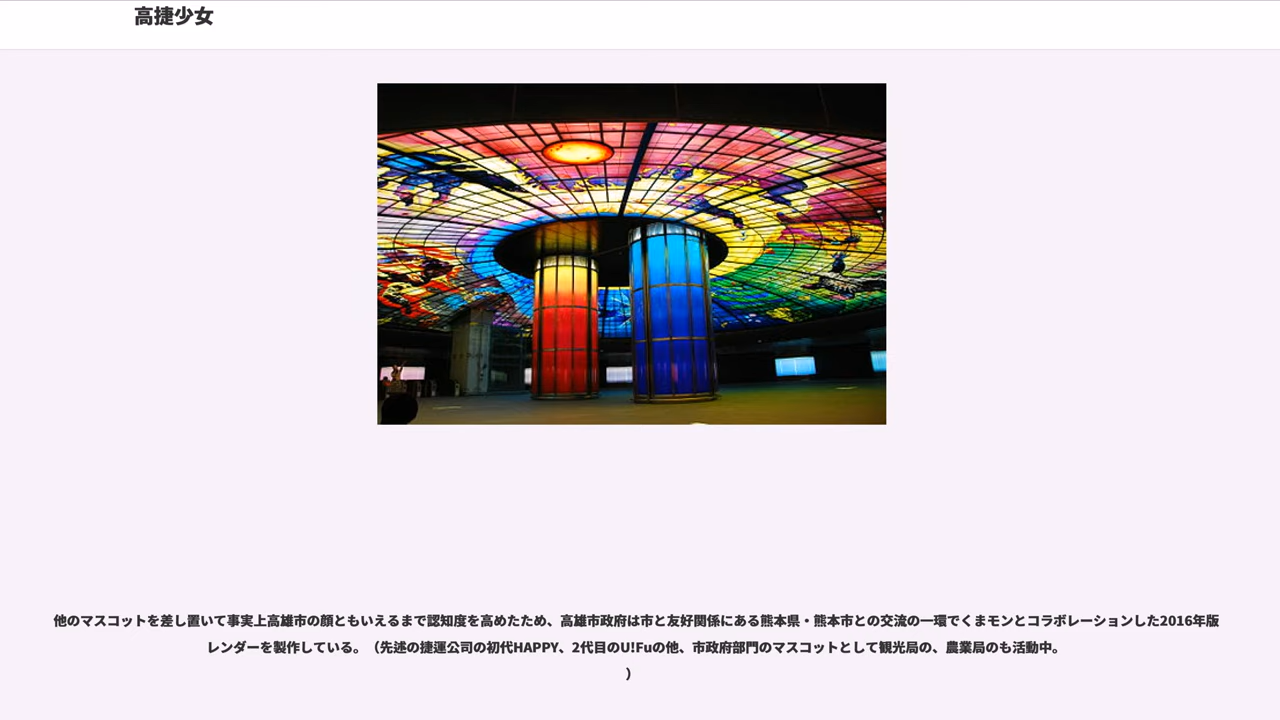 高捷少女
他のマスコットを差し置いて事実上高雄市の顔ともいえるまで認知度を高めたため、高雄市政府は市と友好関係にある熊本県・熊本市との交流の一環でくまモンとコラボレーションした2016年版
レンダーを製作している。（先述の捷運公司の初代HAPPY、2代目のU!Fuの他、市政府部門のマスコットとして観光局の、農業局のも活動中。
）